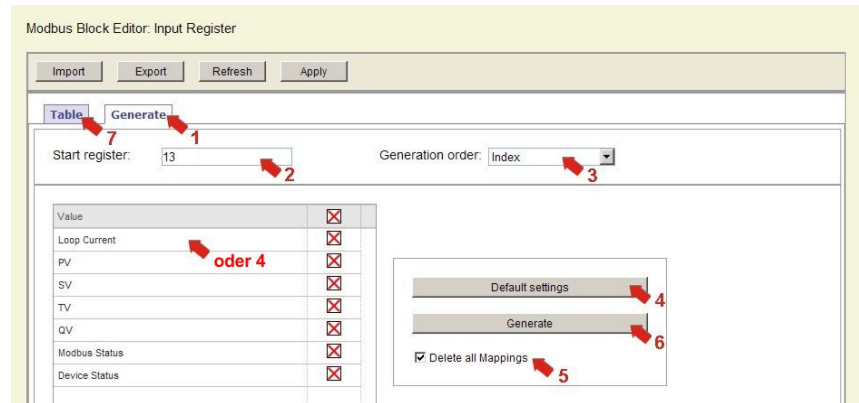 Modbus Block Editor: Input Register
Import Export Refresh Apply
Table Generate
7 1
Start register: 13 Generation order: Index
2 3
Value
Loop Current
oder 4
PV
SV
TV
QV
Modbus Status
Device Status
Default settings
4
Generate
6
Delete all Mappings
5